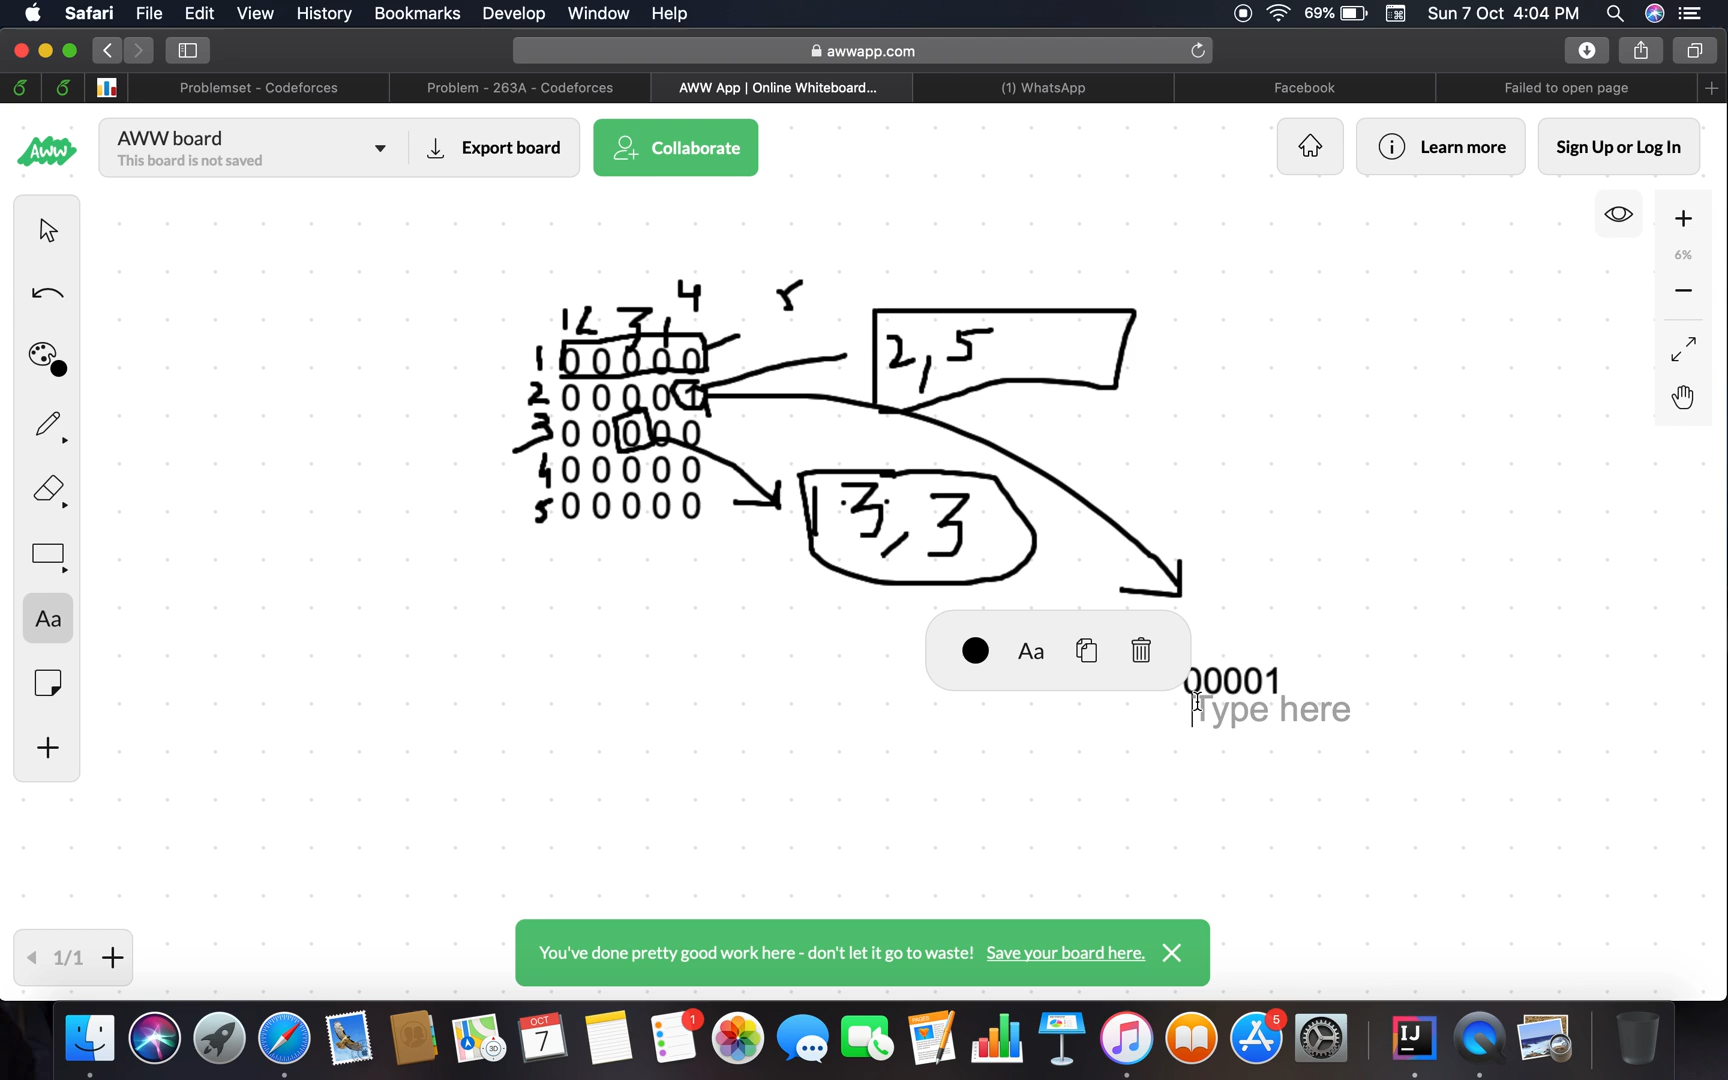 Safari File Edit View History Bookmarks Develop Window Help 69% Sun 7 Oct 4:04 PM
awwapp.com
Problemset - Codeforces Problem - 263A - Codeforces AWW App | Online Whiteboard... (1) WhatsApp Facebook Failed to open page
AWW
AWW board
This board is not saved
Export board
Collaborate
Learn more
Sign Up or Log In
6%
1 2 3 4 5
1 0 0 0 0 0
2 0 0 0 0 1
3 0 0 0 0 0
4 0 0 0 0 0
5 0 0 0 0 0
2,5
3,3
Aa
Aa
00001
Type here
1/1
You've done pretty good work here - don't let it go to waste! Save your board here.
OCT
7
3D
1
5
IJ